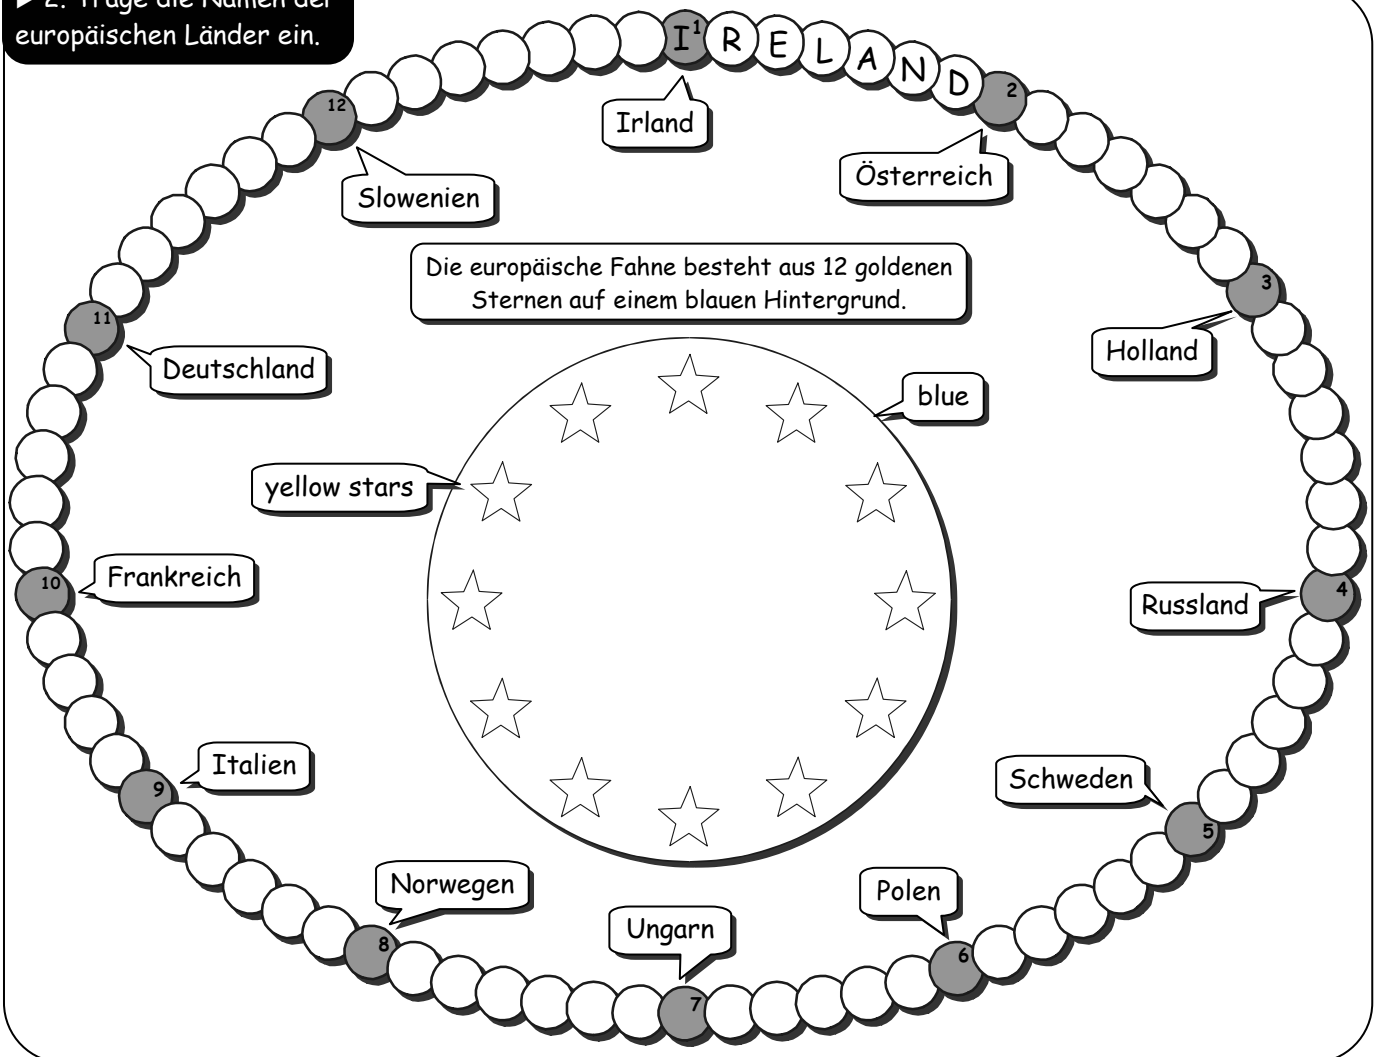 ▶ 2. Trage die Namen der
europäischen Länder ein.
I1 R E L A N D 2
12
Irland
Österreich
Slowenien
Die europäische Fahne besteht aus 12 goldenen
Sternen auf einem blauen Hintergrund.
3
11
Holland
Deutschland
blue
yellow stars
10
Frankreich
4
Russland
Italien
9
Schweden
5
Norwegen
Polen
8
Ungarn
6
7